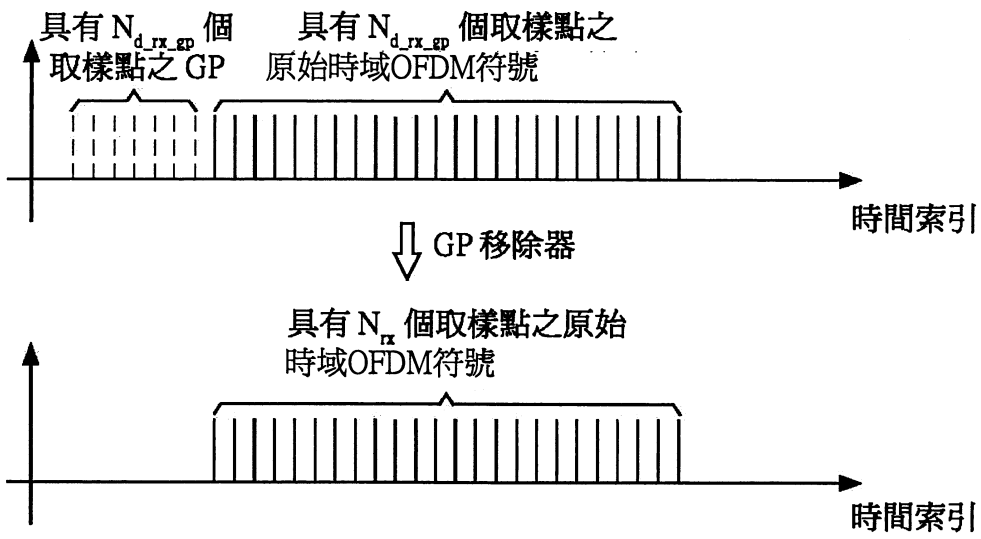 具有 N_d_rx_gp 個
取樣點之 GP
具有 N_d_rx_gp 個取樣點之
原始時域OFDM符號
時間索引
GP 移除器
具有 N_rx 個取樣點之原始
時域OFDM符號
時間索引